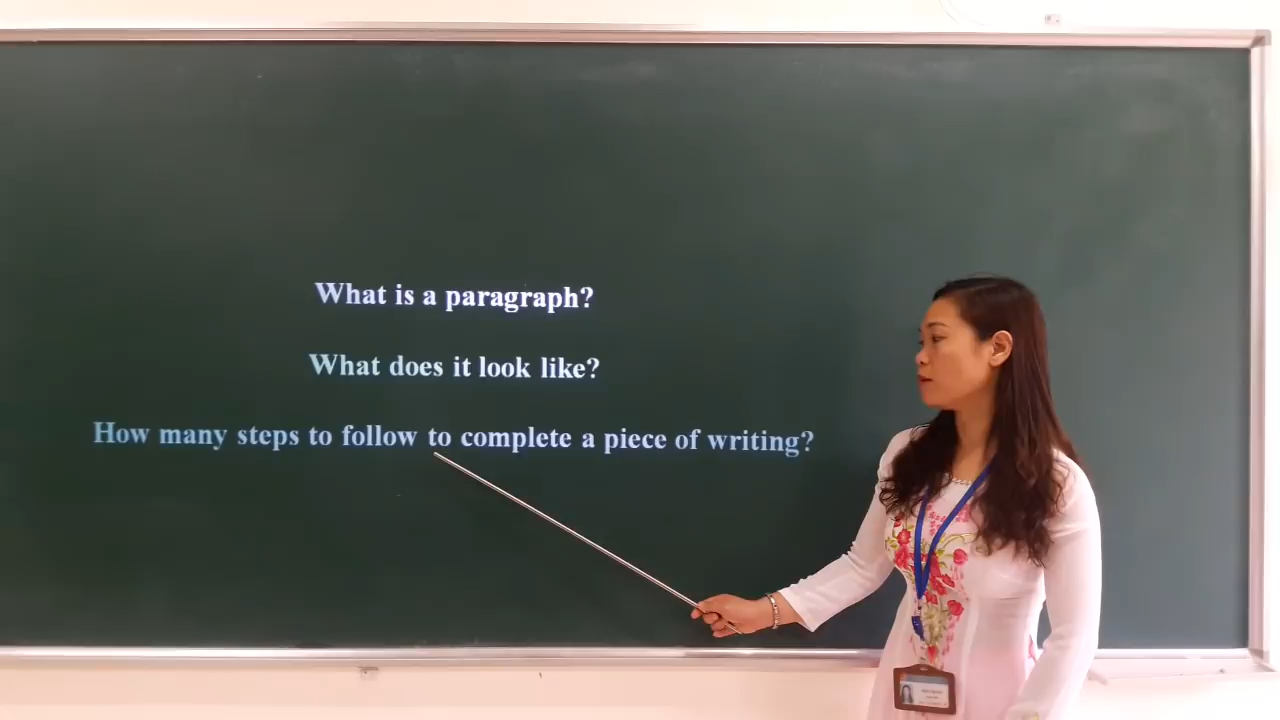 What is a paragraph?
What does it look like?
How many steps to follow to complete a piece of writing?